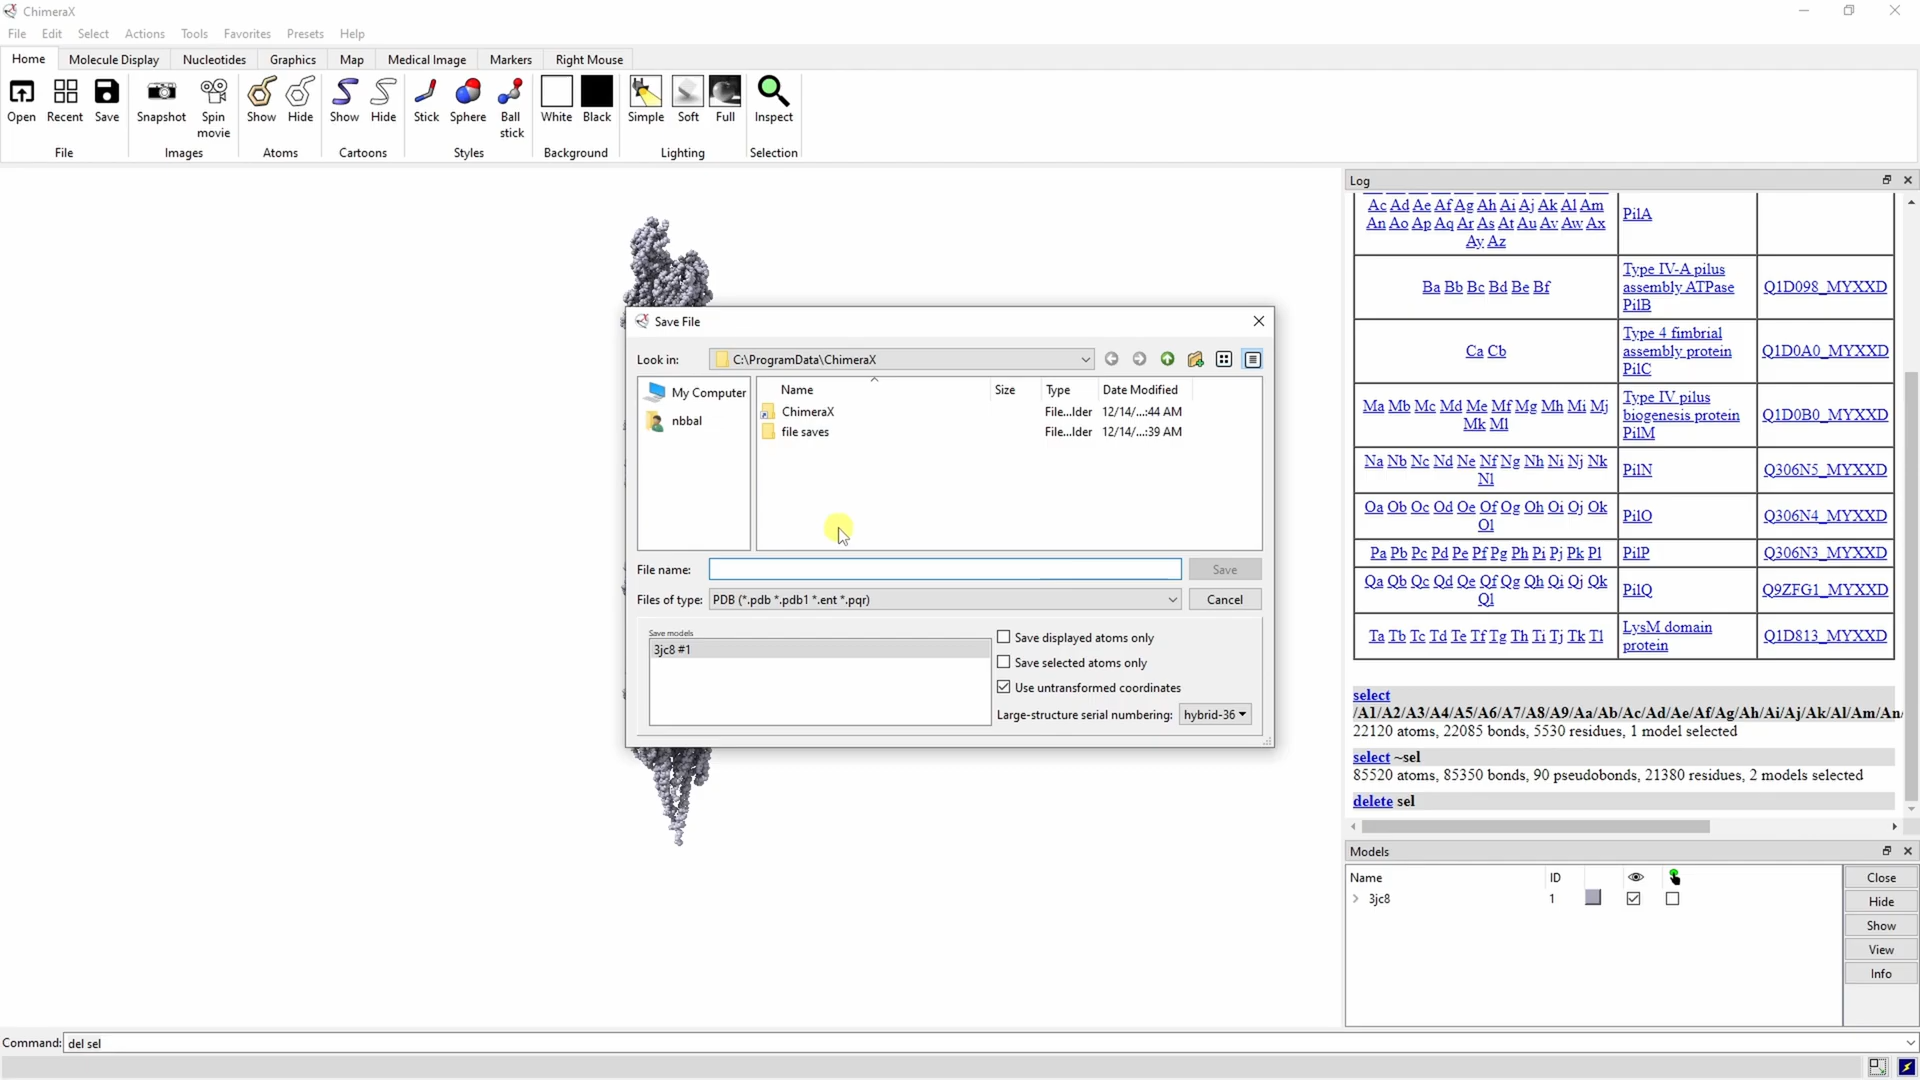 ChimeraX
File Edit Select Actions Tools Favorites Presets Help
Home Molecule Display Nucleotides Graphics Map Medical Image Markers Right Mouse
Open Recent Save Snapshot Spin movie Show Hide Show Hide Stick Sphere Ball stick White Black Simple Soft Full Inspect
File Images Atoms Cartoons Styles Background Lighting Selection
Save File
Look in: C:\ProgramData\ChimeraX
My Computer
nbbal
Name Size Type Date Modified
ChimeraX File...lder 12/14/...:44 AM
file saves File...lder 12/14/...:39 AM
File name: Save
Files of type: PDB (*.pdb *.pdb1 *.ent *.pqr) Cancel
Save models
3jc8 #1
Save displayed atoms only
Save selected atoms only
Use untransformed coordinates
Large-structure serial numbering: hybrid-36
Log
Ac Ad Ae Af Ag Ah Ai Aj Ak Al Am
An Ao Ap Aq Ar As At Au Av Aw Ax
Ay Az
PilA
Ba Bb Bc Bd Be Bf
Type IV-A pilus
assembly ATPase
PilB
Q1D098_MYXXD
Ca Cb
Type 4 fimbrial
assembly protein
PilC
Q1D0A0_MYXXD
Ma Mb Mc Md Me Mf Mg Mh Mi Mj
Mk Ml
Type IV pilus
biogenesis protein
PilM
Q1D0B0_MYXXD
Na Nb Nc Nd Ne Nf Ng Nh Ni Nj Nk
Nl
PilN
Q306N5_MYXXD
Oa Ob Oc Od Oe Of Og Oh Oi Oj Ok
Ol
PilO
Q306N4_MYXXD
Pa Pb Pc Pd Pe Pf Pg Ph Pi Pj Pk Pl
PilP
Q306N3_MYXXD
Qa Qb Qc Qd Qe Qf Qg Qh Qi Qj Qk
Ql
PilQ
Q9ZFG1_MYXXD
Ta Tb Tc Td Te Tf Tg Th Ti Tj Tk Tl
LysM domain
protein
Q1D813_MYXXD
select
/A1/A2/A3/A4/A5/A6/A7/A8/A9/Aa/Ab/Ac/Ad/Ae/Af/Ag/Ah/Ai/Aj/Ak/Al/Am/An/
22120 atoms, 22085 bonds, 5530 residues, 1 model selected
select ~sel
85520 atoms, 85350 bonds, 90 pseudobonds, 21380 residues, 2 models selected
delete sel
Models
Name ID
3jc8 1
Close
Hide
Show
View
Info
Command: del sel